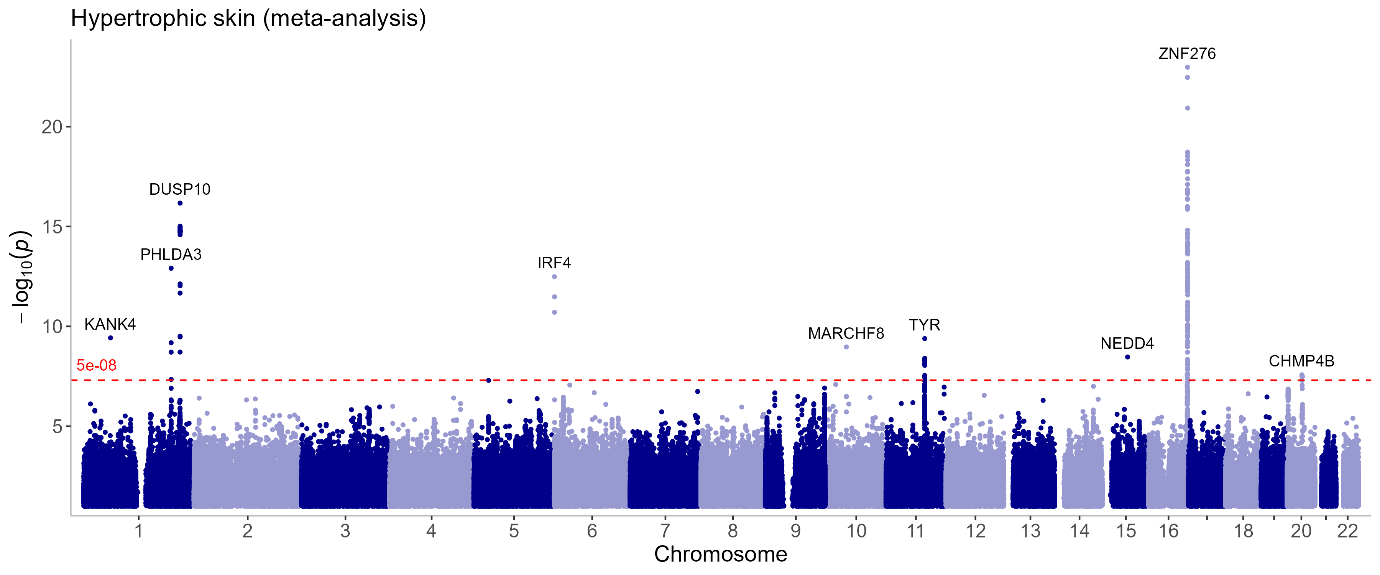 Hypertrophic skin (meta-analysis)
ZNF276
DUSP10
PHLDA3
IRF4
KANK4
MARCHF8
TYR
NEDD4
CHMP4B
5e-08
20
15
10
5
− log₁₀(p)
1 2 3 4 5 6 7 8 9 10 11 12 13 14 15 16 18 20 22
Chromosome